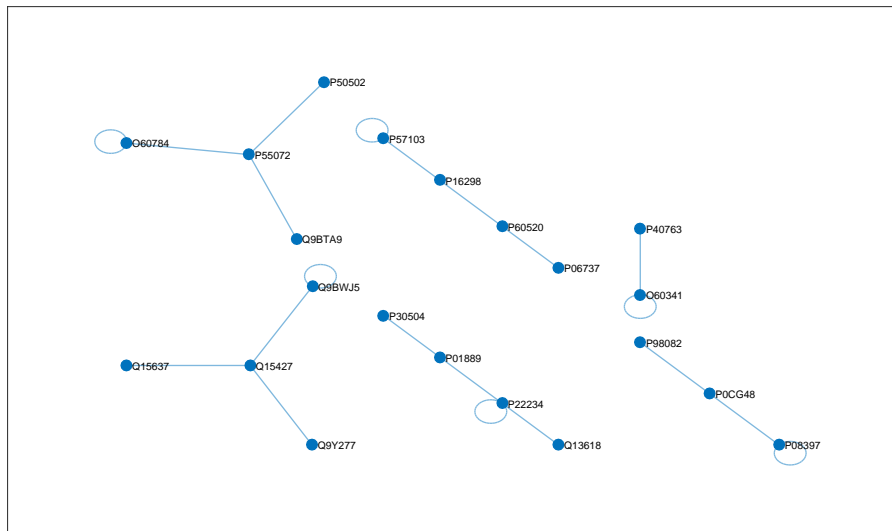 P50502
O60784
P55072
P57103
P16298
P60520
P06737
Q9BTA9
P40763
O60341
Q9BWJ5
P30504
P01889
P22234
Q13618
P98082
P0CG48
P08397
Q15637
Q15427
Q9Y277